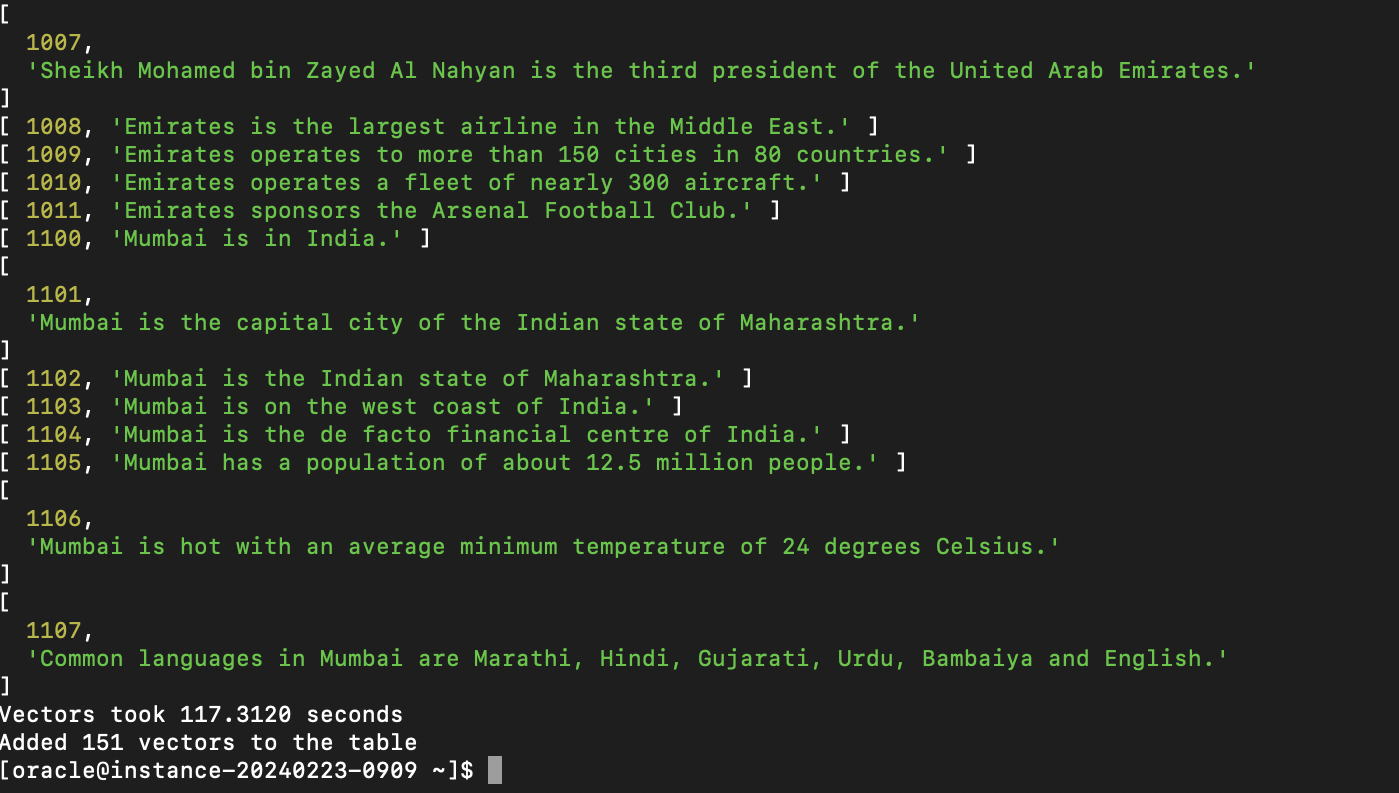 [
  1007,
  'Sheikh Mohamed bin Zayed Al Nahyan is the third president of the United Arab Emirates.'
]
[ 1008, 'Emirates is the largest airline in the Middle East.' ]
[ 1009, 'Emirates operates to more than 150 cities in 80 countries.' ]
[ 1010, 'Emirates operates a fleet of nearly 300 aircraft.' ]
[ 1011, 'Emirates sponsors the Arsenal Football Club.' ]
[ 1100, 'Mumbai is in India.' ]
[
  1101,
  'Mumbai is the capital city of the Indian state of Maharashtra.'
]
[ 1102, 'Mumbai is the Indian state of Maharashtra.' ]
[ 1103, 'Mumbai is on the west coast of India.' ]
[ 1104, 'Mumbai is the de facto financial centre of India.' ]
[ 1105, 'Mumbai has a population of about 12.5 million people.' ]
[
  1106,
  'Mumbai is hot with an average minimum temperature of 24 degrees Celsius.'
]
[
  1107,
  'Common languages in Mumbai are Marathi, Hindi, Gujarati, Urdu, Bambaiya and English.'
]
Vectors took 117.3120 seconds
Added 151 vectors to the table
[oracle@instance-20240223-0909 ~]$